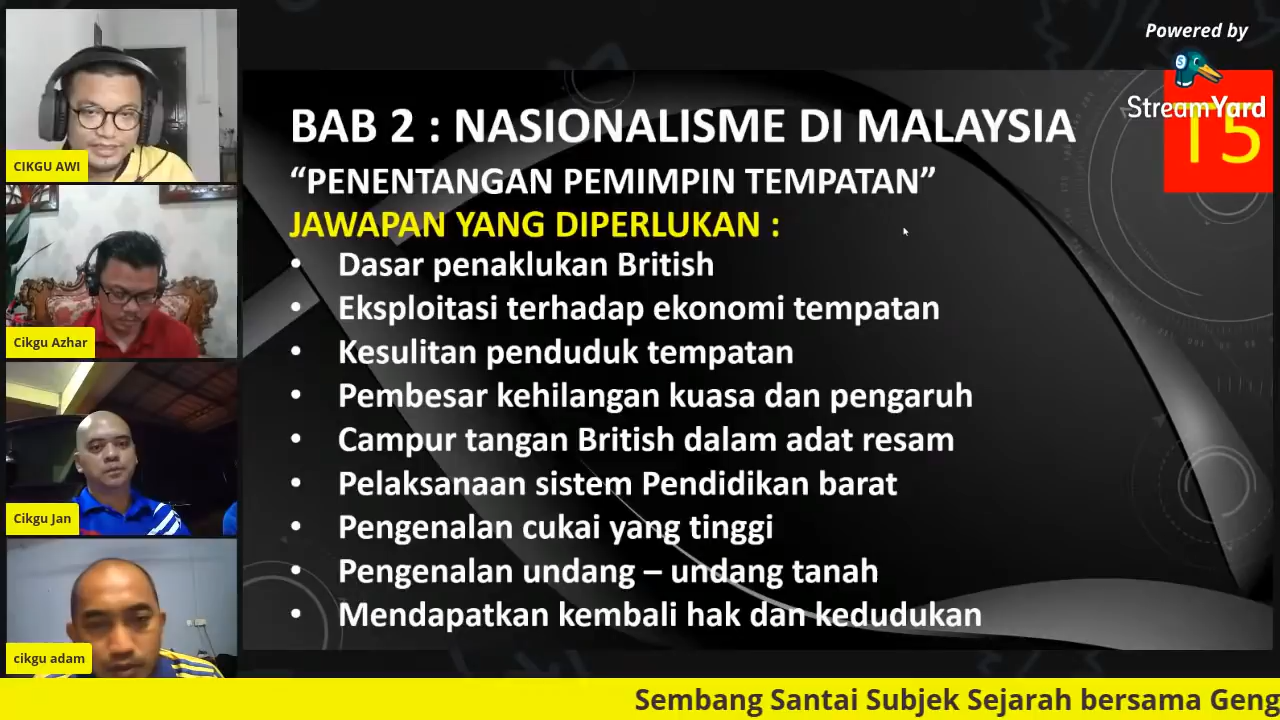 Powered by
StreamYard
15
BAB 2 : NASIONALISME DI MALAYSIA
“PENENTANGAN PEMIMPIN TEMPATAN”
JAWAPAN YANG DIPERLUKAN :
• Dasar penaklukan British
• Eksploitasi terhadap ekonomi tempatan
• Kesulitan penduduk tempatan
• Pembesar kehilangan kuasa dan pengaruh
• Campur tangan British dalam adat resam
• Pelaksanaan sistem Pendidikan barat
• Pengenalan cukai yang tinggi
• Pengenalan undang – undang tanah
• Mendapatkan kembali hak dan kedudukan
CIKGU AWI
Cikgu Azhar
Cikgu Jan
cikgu adam
Sembang Santai Subjek Sejarah bersama Geng